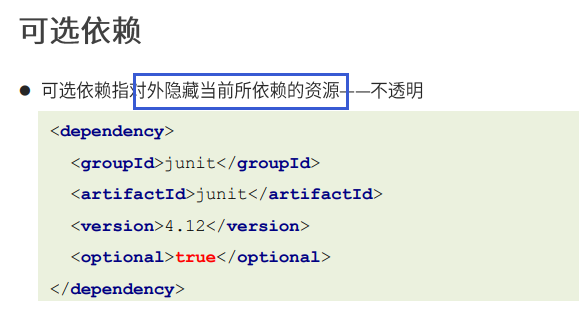 可选依赖
● 可选依赖指对外隐藏当前所依赖的资源——不透明
<dependency>
<groupId>junit</groupId>
<artifactId>junit</artifactId>
<version>4.12</version>
<optional>true</optional>
</dependency>